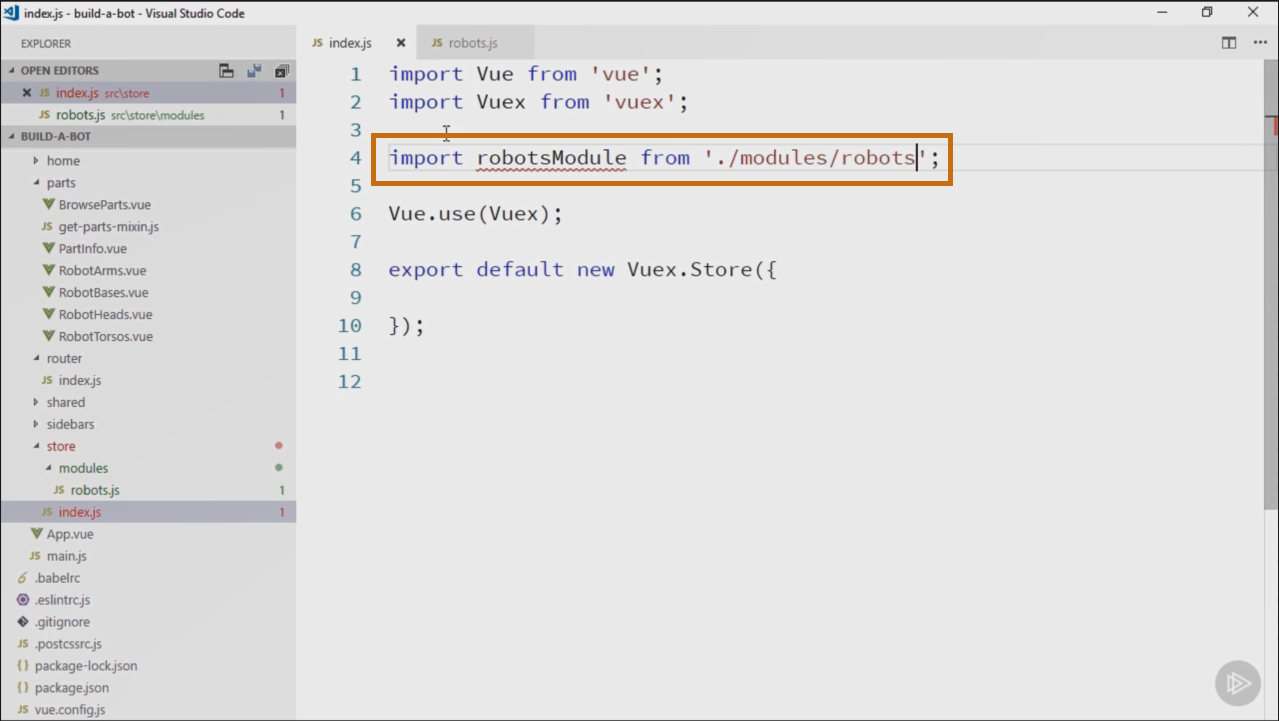 index.js - build-a-bot - Visual Studio Code
EXPLORER
OPEN EDITORS
index.js src\store 1
robots.js src\store\modules 1
BUILD-A-BOT
home
parts
BrowseParts.vue
get-parts-mixin.js
PartInfo.vue
RobotArms.vue
RobotBases.vue
RobotHeads.vue
RobotTorsos.vue
router
JS index.js
shared
sidebars
store
modules
JS robots.js 1
JS index.js 1
App.vue
JS main.js
.babelrc
.eslintrc.js
.gitignore
JS .postcssrc.js
{} package-lock.json
{} package.json
JS vue.config.js
JS index.js
JS robots.js
1 import Vue from 'vue';
2 import Vuex from 'vuex';
3
4 import robotsModule from './modules/robots';
5
6 Vue.use(Vuex);
7
8 export default new Vuex.Store({
9
10 });
11
12